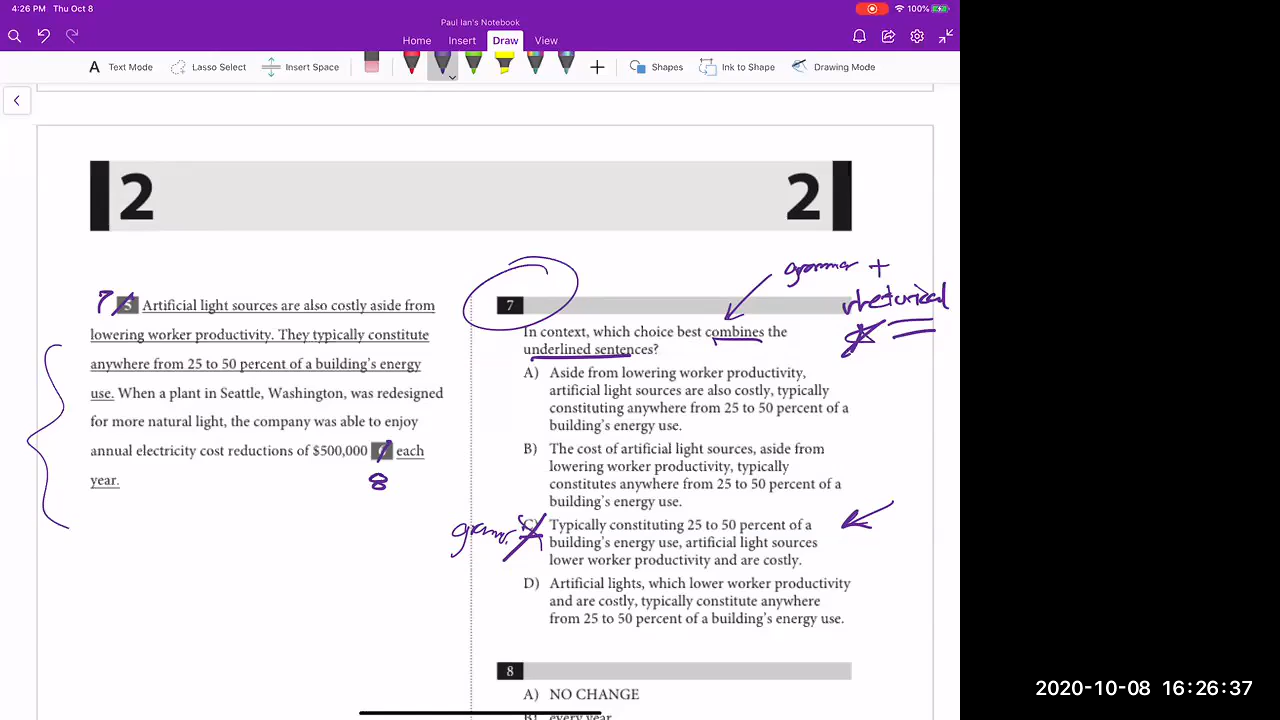 4:26 PM Thu Oct 8
100%
Paul Ian's Notebook
Home Insert Draw View
A Text Mode Lasso Select Insert Space Shapes Ink to Shape Drawing Mode
2 2
grammar +
rhetorical
7 5 Artificial light sources are also costly aside from
lowering worker productivity. They typically constitute
anywhere from 25 to 50 percent of a building's energy
use. When a plant in Seattle, Washington, was redesigned
for more natural light, the company was able to enjoy
annual electricity cost reductions of $500,000 each
year.
8
7
In context, which choice best combines the
underlined sentences?
A) Aside from lowering worker productivity,
artificial light sources are also costly, typically
constituting anywhere from 25 to 50 percent of a
building's energy use.
B) The cost of artificial light sources, aside from
lowering worker productivity, typically
constitutes anywhere from 25 to 50 percent of a
building's energy use.
C) Typically constituting 25 to 50 percent of a
building's energy use, artificial light sources
lower worker productivity and are costly.
D) Artificial lights, which lower worker productivity
and are costly, typically constitute anywhere
from 25 to 50 percent of a building's energy use.
8
A) NO CHANGE
B) every year
2020-10-08 16:26:37